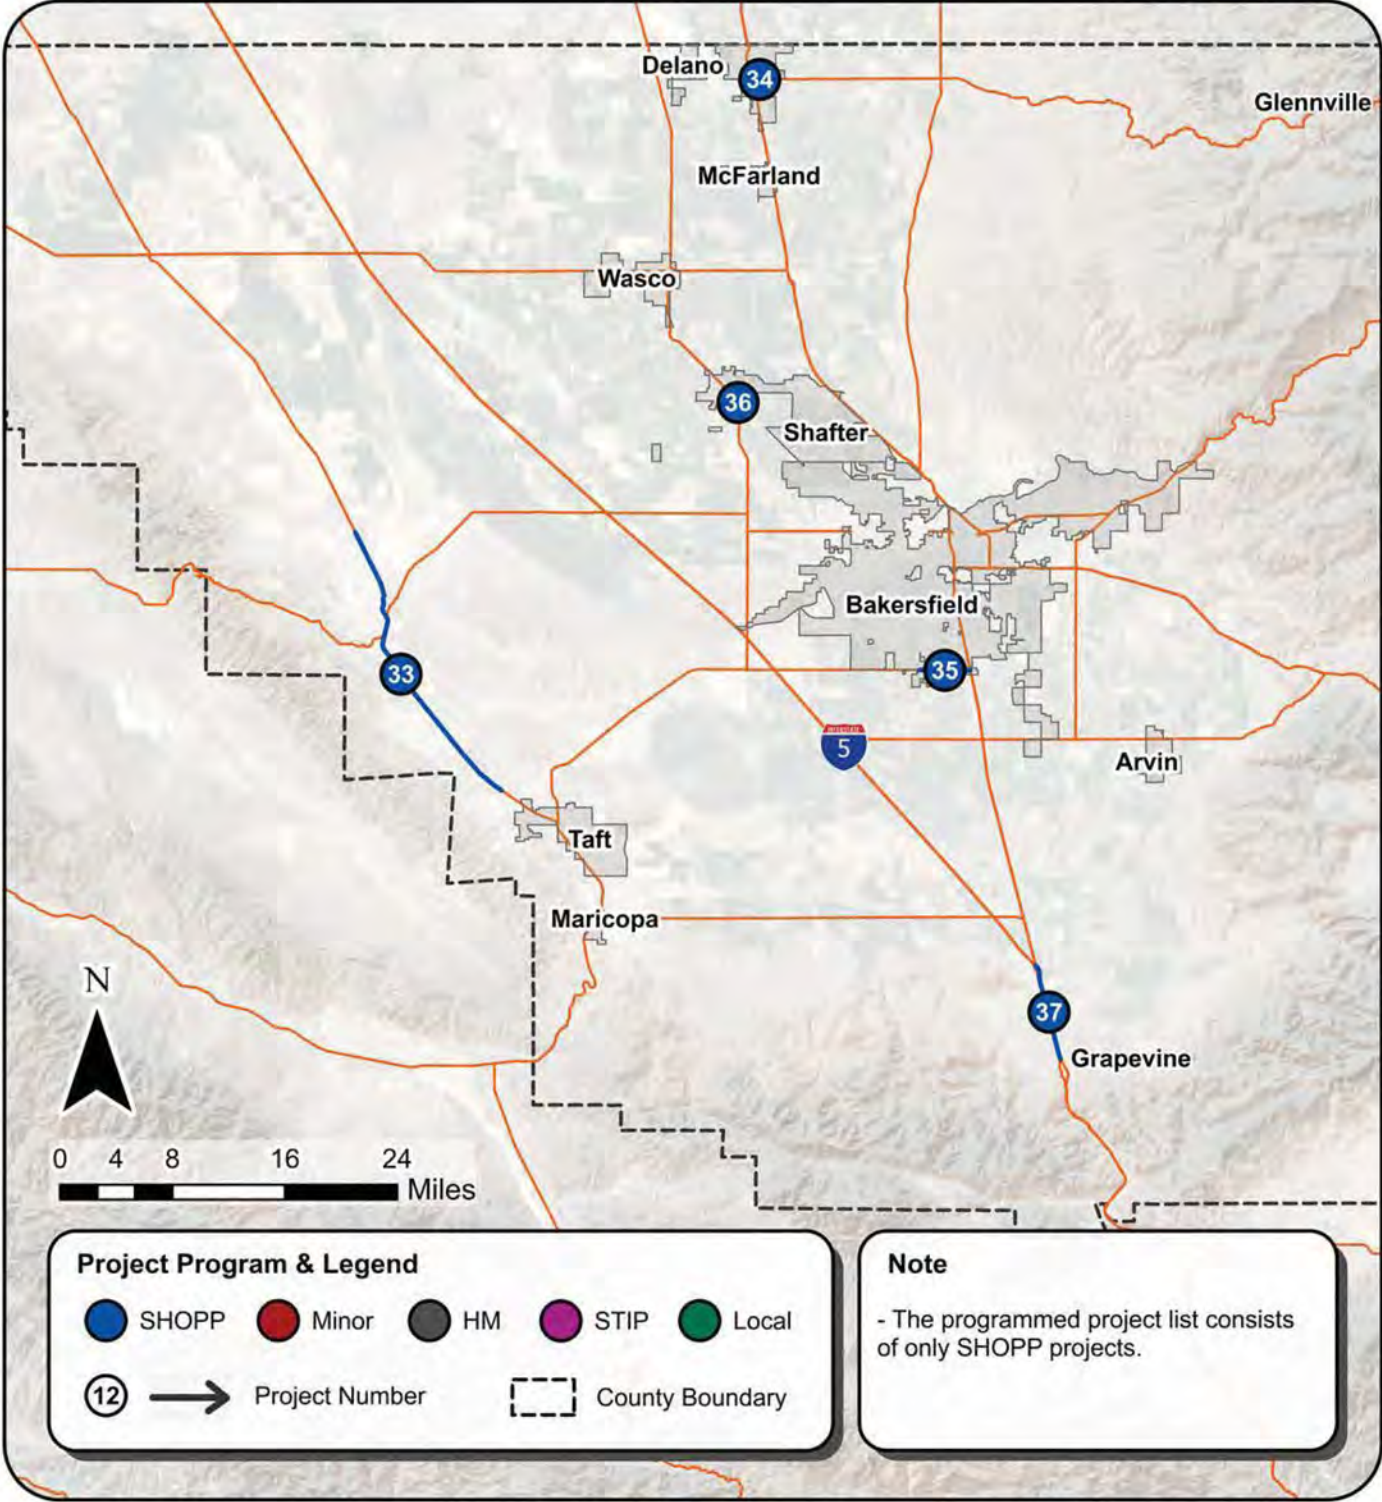 Delano
34
Glennville
McFarland
Wasco
36
Shafter
Bakersfield
33
35
5
Arvin
Taft
Maricopa
N
37
Grapevine
0 4 8 16 24
Miles
Project Program & Legend
SHOPP Minor HM STIP Local
12 Project Number County Boundary
Note
- The programmed project list consists
of only SHOPP projects.